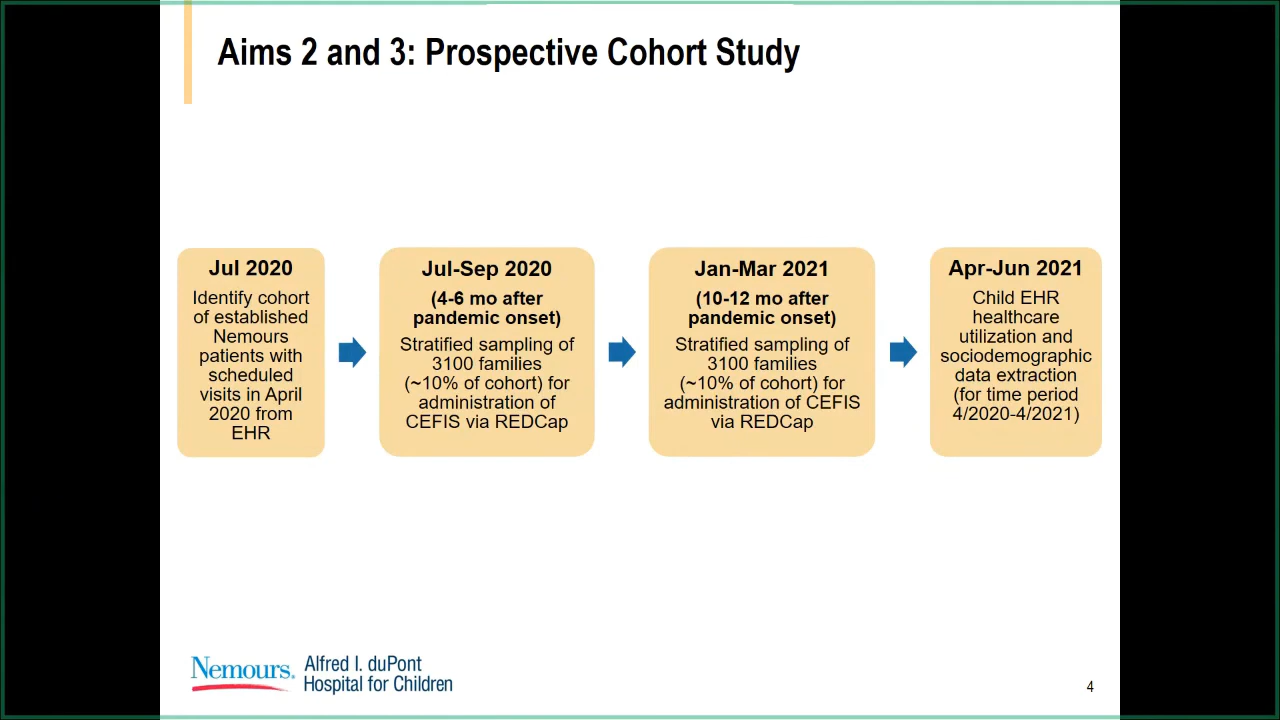 Aims 2 and 3: Prospective Cohort Study
Jul 2020
Identify cohort
of established
Nemours
patients with
scheduled
visits in April
2020 from
EHR
Jul-Sep 2020
(4-6 mo after
pandemic onset)
Stratified sampling of
3100 families
(~10% of cohort) for
administration of
CEFIS via REDCap
Jan-Mar 2021
(10-12 mo after
pandemic onset)
Stratified sampling of
3100 families
(~10% of cohort) for
administration of CEFIS
via REDCap
Apr-Jun 2021
Child EHR
healthcare
utilization and
sociodemographic
data extraction
(for time period
4/2020-4/2021)
Nemours. Alfred I. duPont
Hospital for Children
4